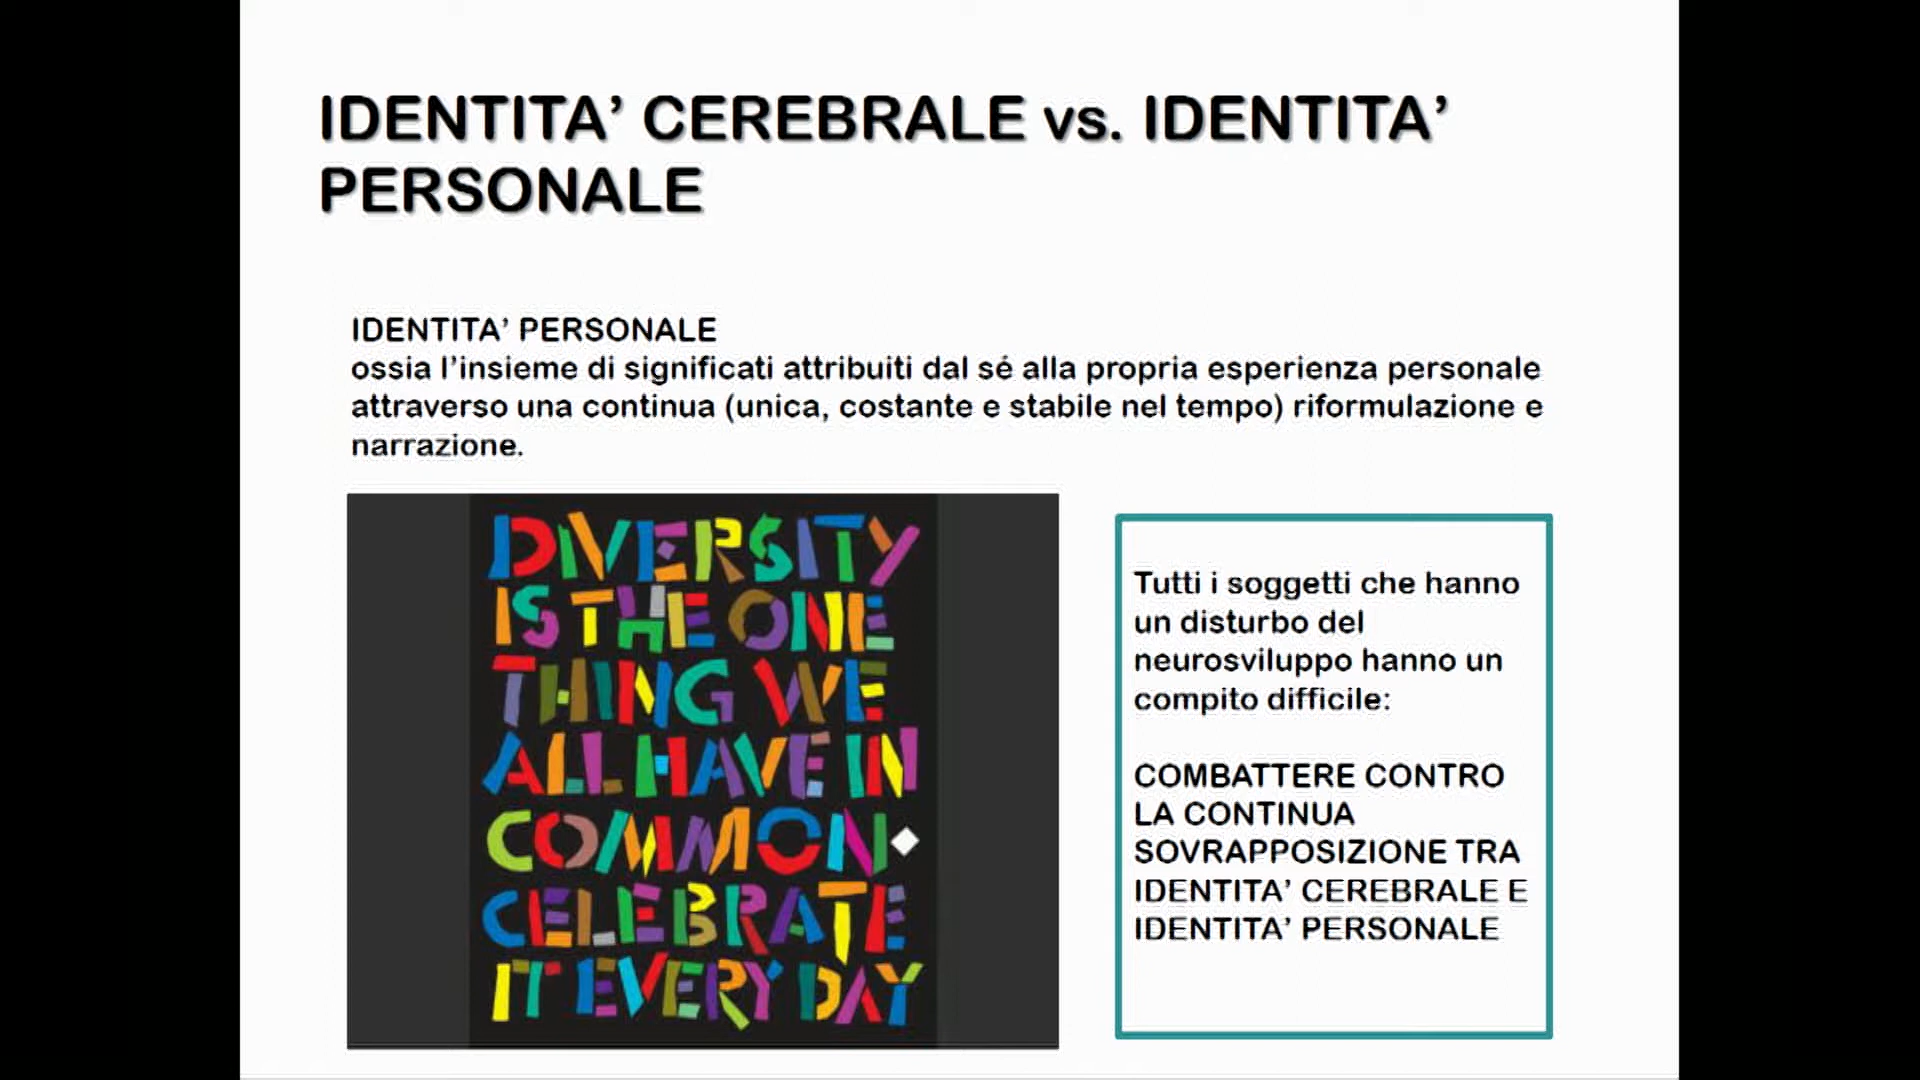 IDENTITA’ CEREBRALE vs. IDENTITA’
PERSONALE
IDENTITA’ PERSONALE
ossia l’insieme di significati attribuiti dal sé alla propria esperienza personale
attraverso una continua (unica, costante e stabile nel tempo) riformulazione e
narrazione.
DIVERSITY
IS THE ONE
THING WE
ALL HAVE IN
COMMON
CELEBRATE
IT EVERY DAY
Tutti i soggetti che hanno
un disturbo del
neurosviluppo hanno un
compito difficile:
COMBATTERE CONTRO
LA CONTINUA
SOVRAPPOSIZIONE TRA
IDENTITA’ CEREBRALE E
IDENTITA’ PERSONALE